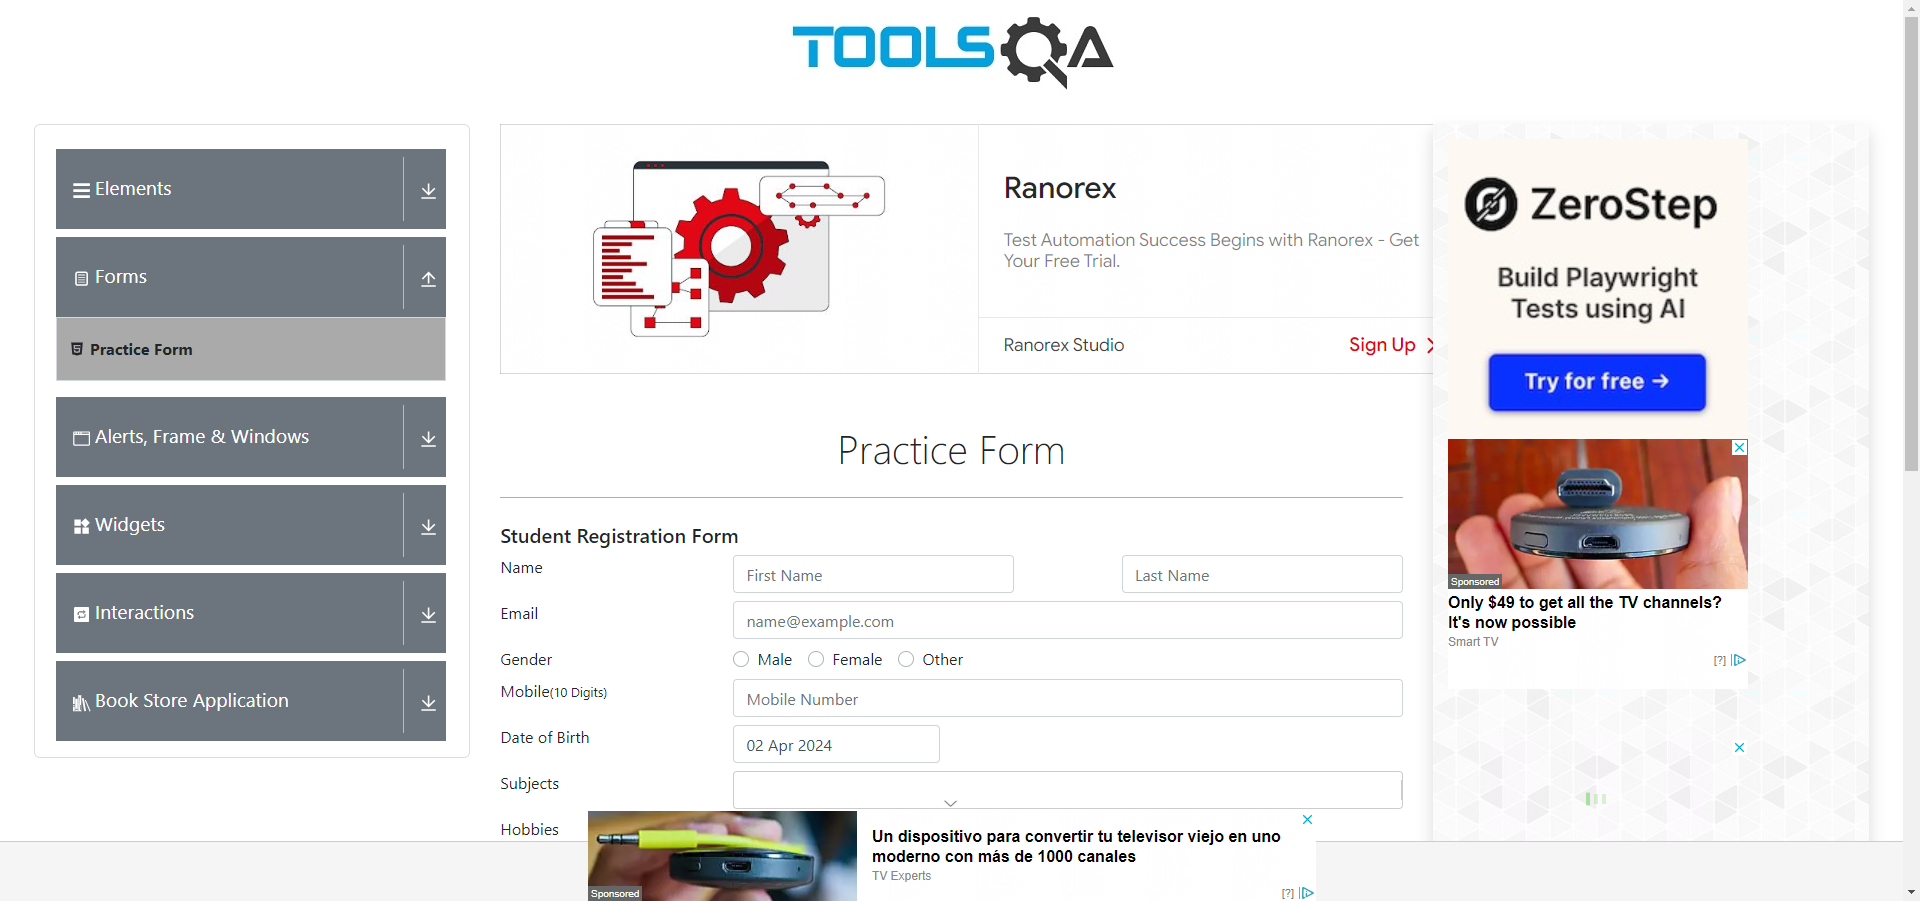 TOOLSQA
Elements
Forms
Practice Form
Alerts, Frame & Windows
Widgets
Interactions
Book Store Application
Ranorex
Test Automation Success Begins with Ranorex - Get
Your Free Trial.
Ranorex Studio
Sign Up
ZeroStep
Build Playwright
Tests using AI
Try for free →
Sponsored
Only $49 to get all the TV channels?
It's now possible
Smart TV
[?]
Practice Form
Student Registration Form
Name
First Name
Last Name
Email
name@example.com
Gender
Male
Female
Other
Mobile(10 Digits)
Mobile Number
Date of Birth
02 Apr 2024
Subjects
Hobbies
Sponsored
Un dispositivo para convertir tu televisor viejo en uno
moderno con más de 1000 canales
TV Experts
[?]